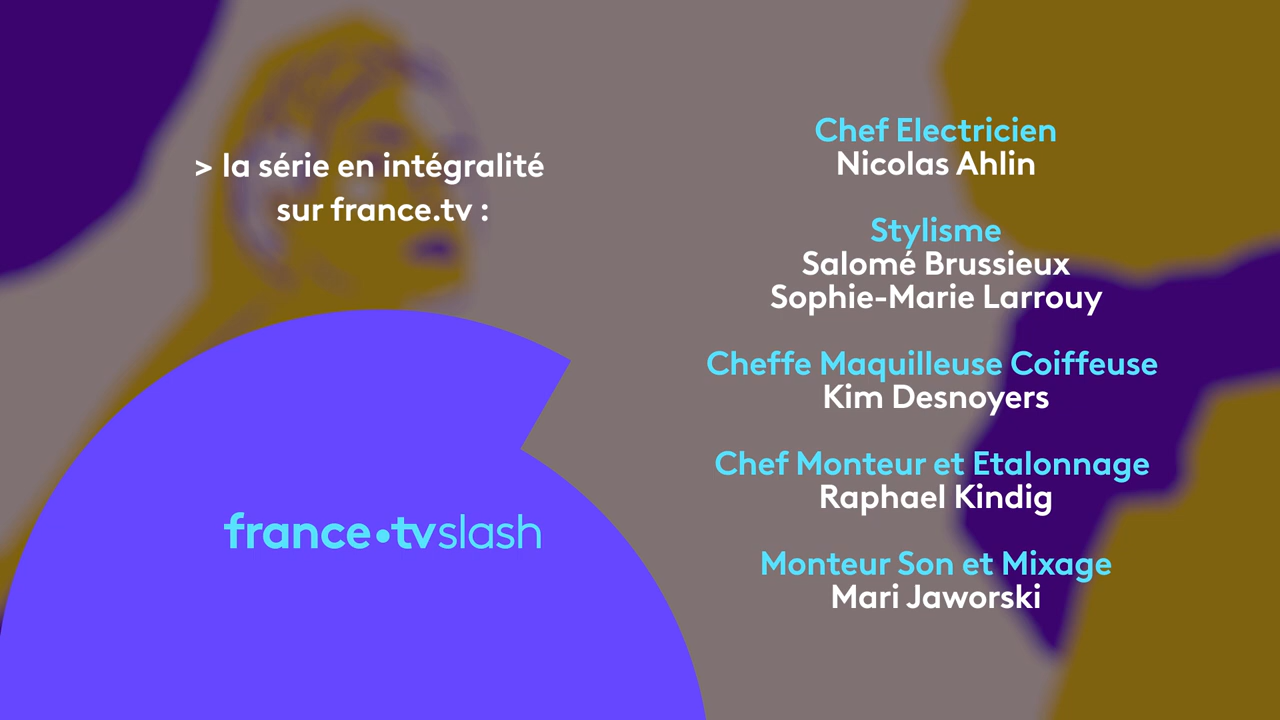 > la série en intégralité
sur france.tv :
france•tvslash
Chef Electricien
Nicolas Ahlin
Stylisme
Salomé Brussieux
Sophie-Marie Larrouy
Cheffe Maquilleuse Coiffeuse
Kim Desnoyers
Chef Monteur et Etalonnage
Raphael Kindig
Monteur Son et Mixage
Mari Jaworski